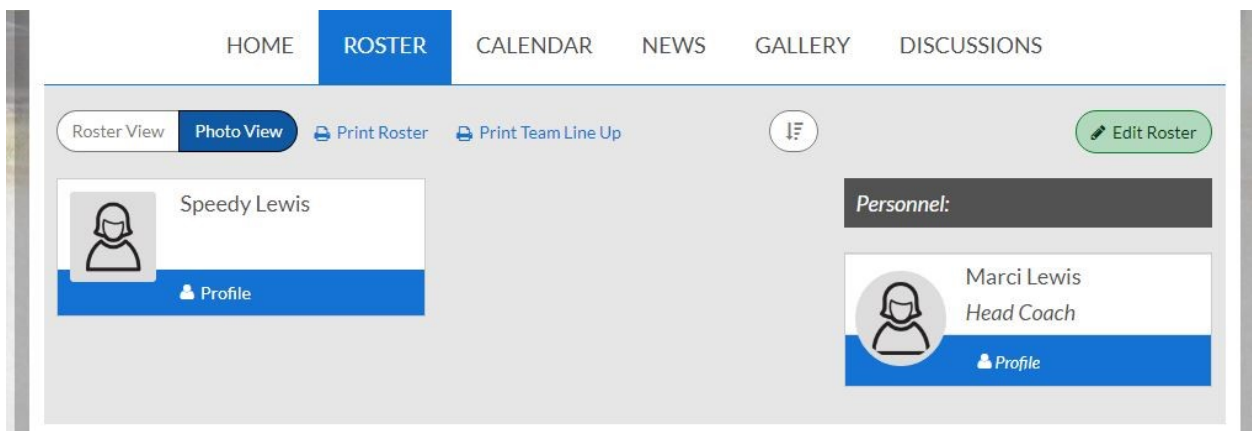 HOME ROSTER CALENDAR NEWS GALLERY DISCUSSIONS
Roster View Photo View Print Roster Print Team Line Up Edit Roster
Speedy Lewis
Profile
Personnel:
Marci Lewis
Head Coach
Profile